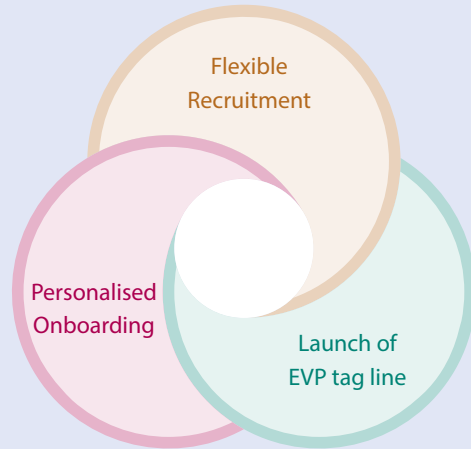 Flexible
Recruitment
Personalised
Onboarding
Launch of
EVP tag line